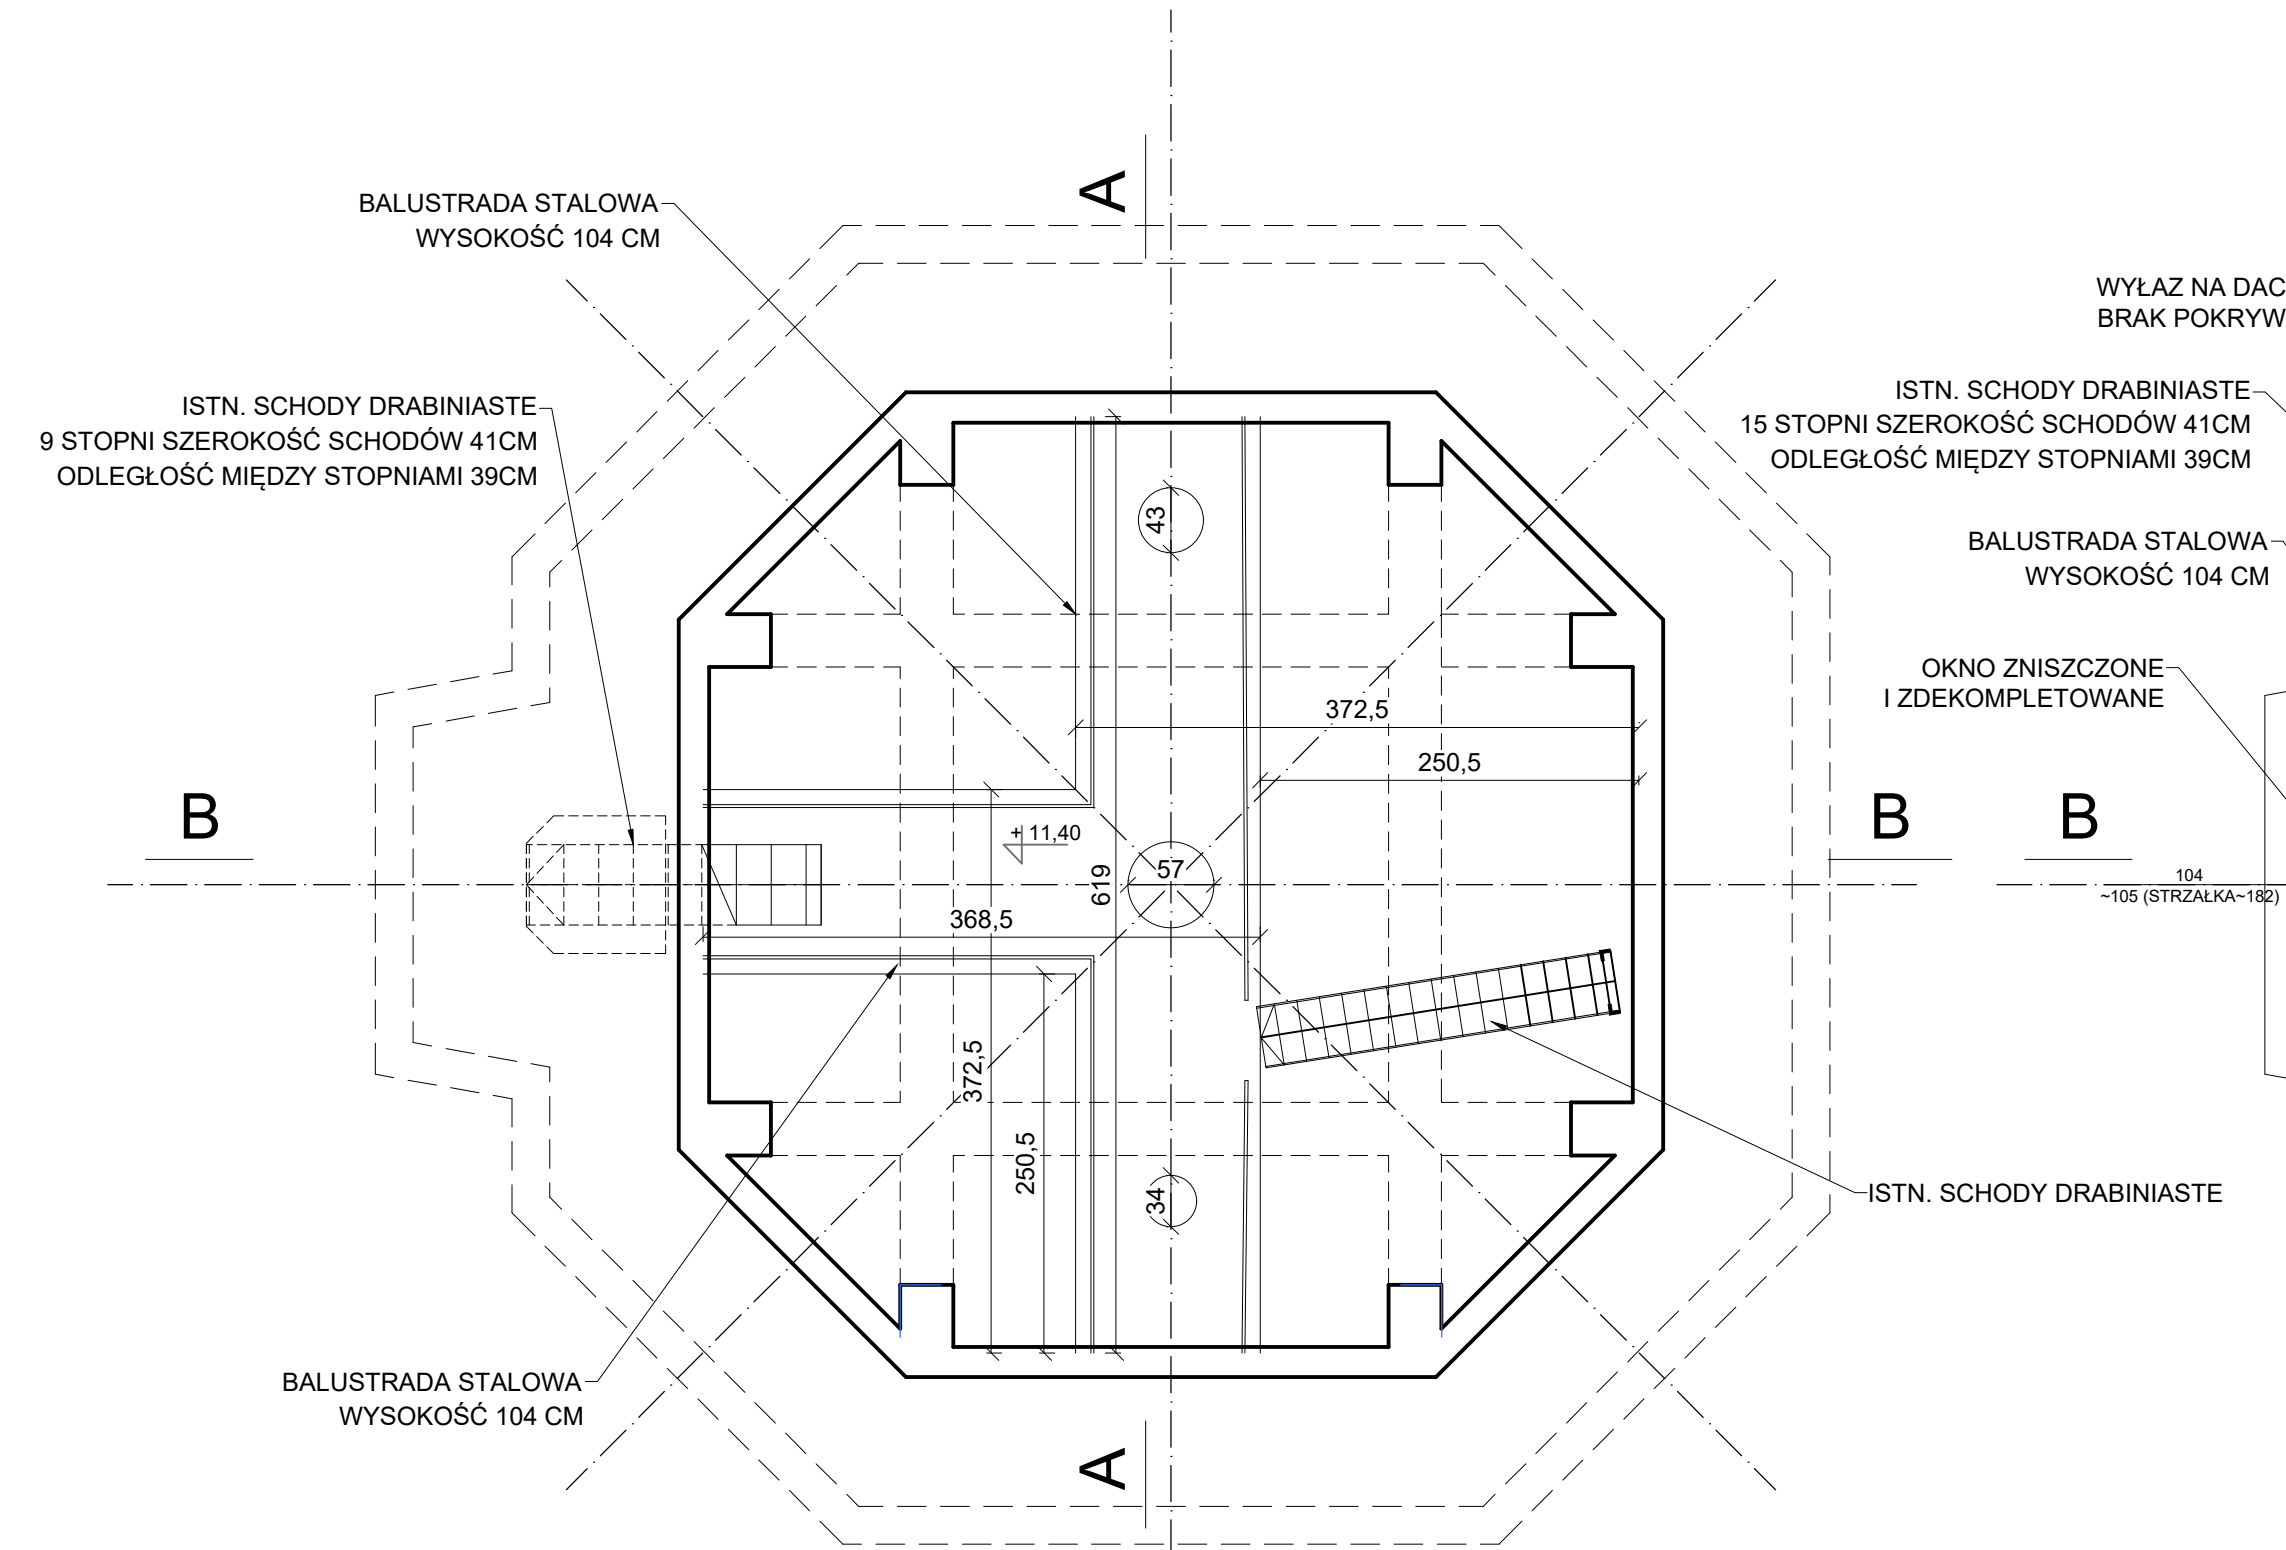 A
BALUSTRADA STALOWA
WYSOKOŚĆ 104 CM
WYŁAZ NA DAC
BRAK POKRYW
ISTN. SCHODY DRABINIASTE
9 STOPNI SZEROKOŚĆ SCHODÓW 41CM
ODLEGŁOŚĆ MIĘDZY STOPNIAMI 39CM
ISTN. SCHODY DRABINIASTE
15 STOPNI SZEROKOŚĆ SCHODÓW 41CM
ODLEGŁOŚĆ MIĘDZY STOPNIAMI 39CM
43
BALUSTRADA STALOWA
WYSOKOŚĆ 104 CM
OKNO ZNISZCZONE
I ZDEKOMPLETOWANE
372,5
250,5
B
B
B
+ 11,40
57
619
104
~105 (STRZAŁKA~182)
368,5
372,5
250,5
34
ISTN. SCHODY DRABINIASTE
BALUSTRADA STALOWA
WYSOKOŚĆ 104 CM
A